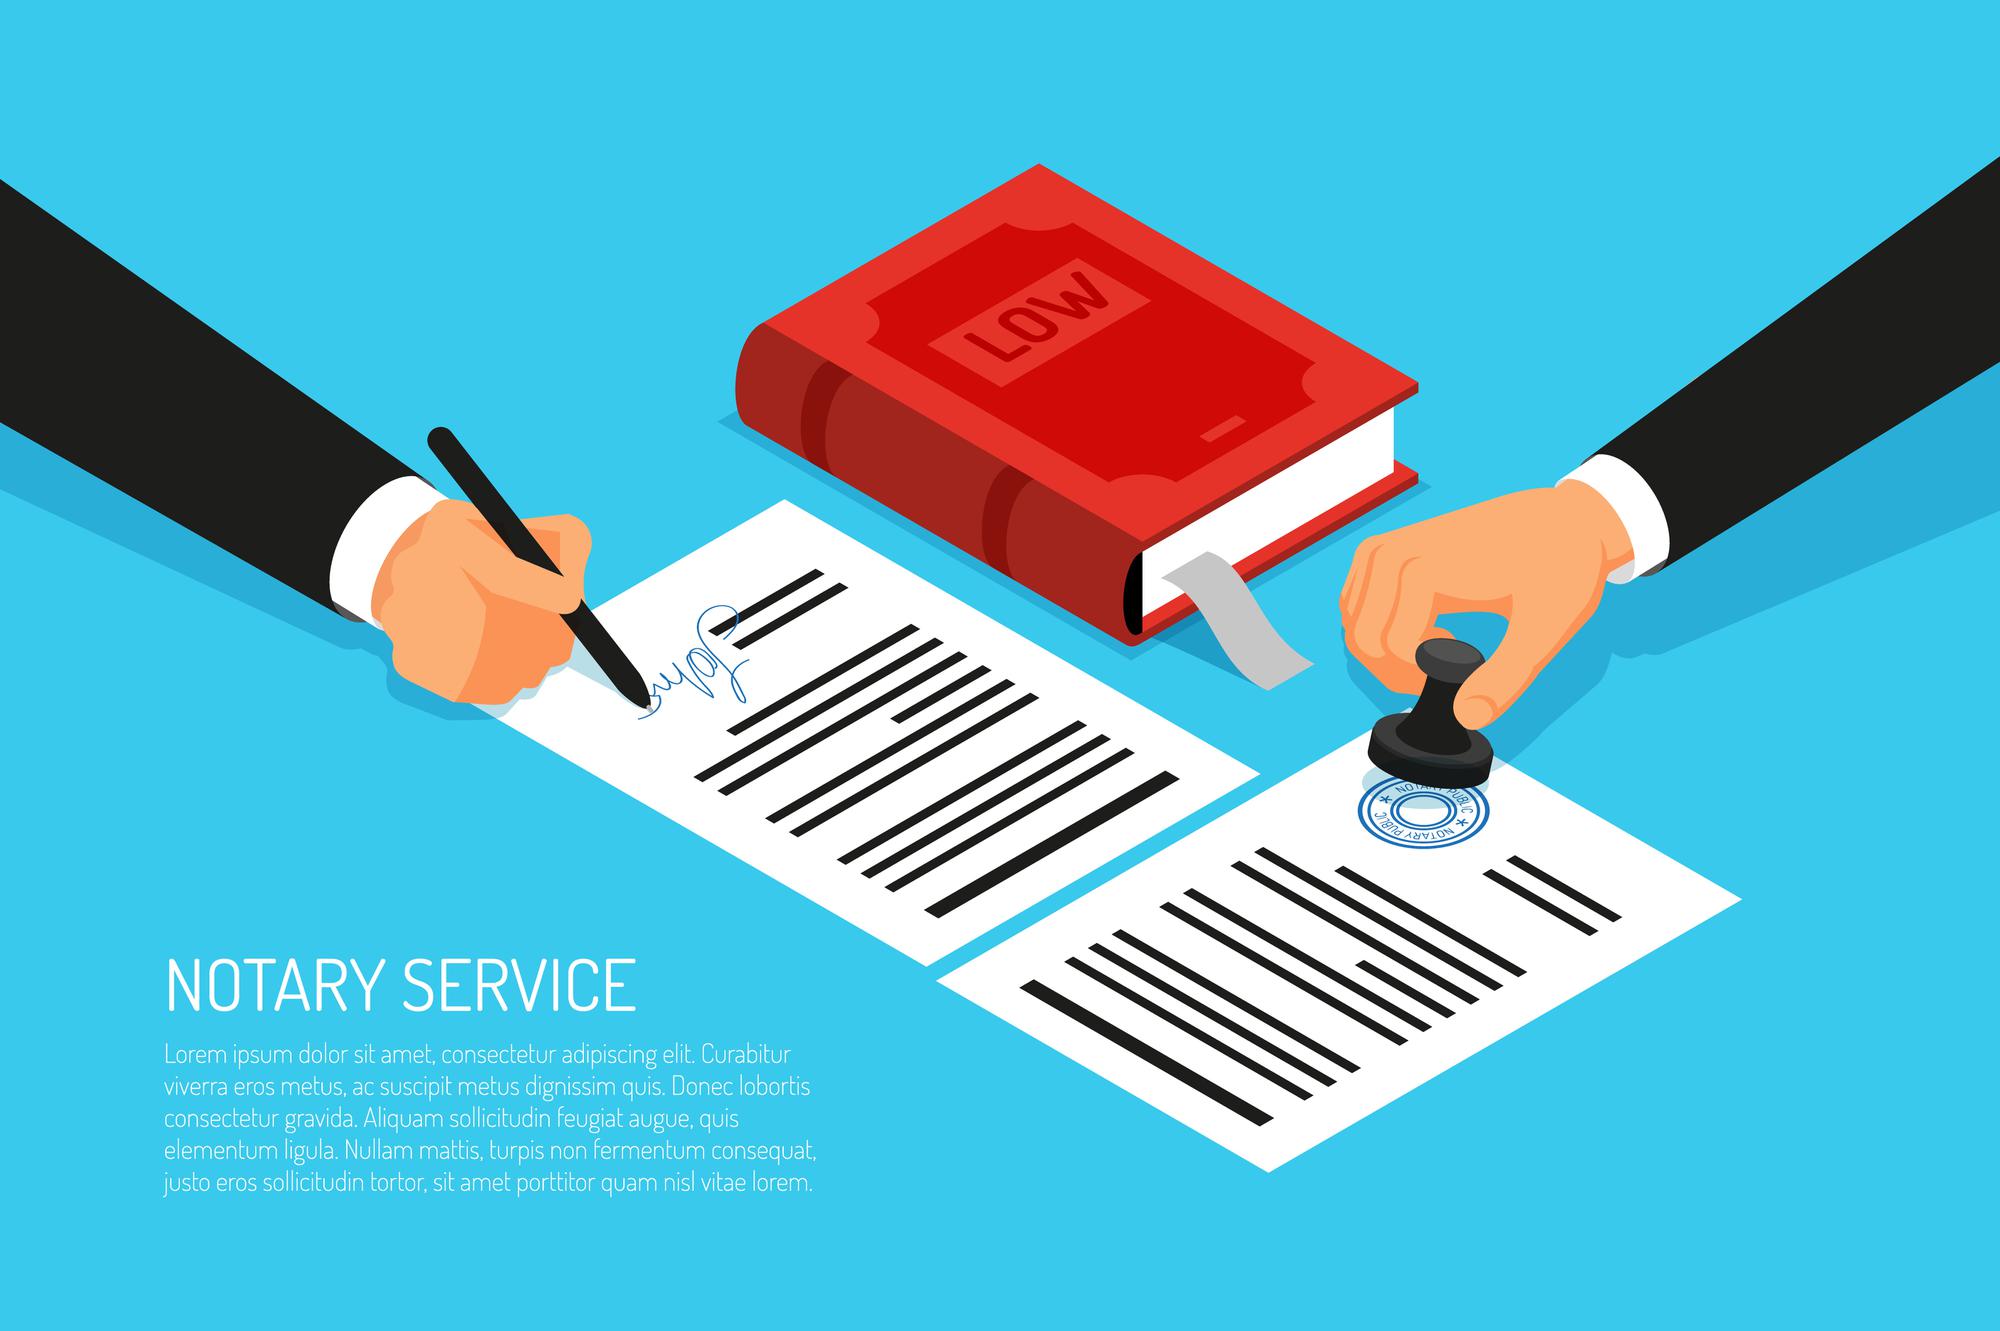 LOW
Johns
NOTARY PUBLIC
NOTARY PUBLIC
NOTARY SERVICE
Lorem ipsum dolor sit amet, consectetur adipiscing elit. Curabitur
viverra eros metus, ac suscipit metus dignissim quis. Donec lobortis
consectetur gravida. Aliquam sollicitudin feugiat augue, quis
elementum ligula. Nullam mattis, turpis non fermentum consequat,
justo eros sollicitudin tortor, sit amet porttitor quam nisl vitae lorem.